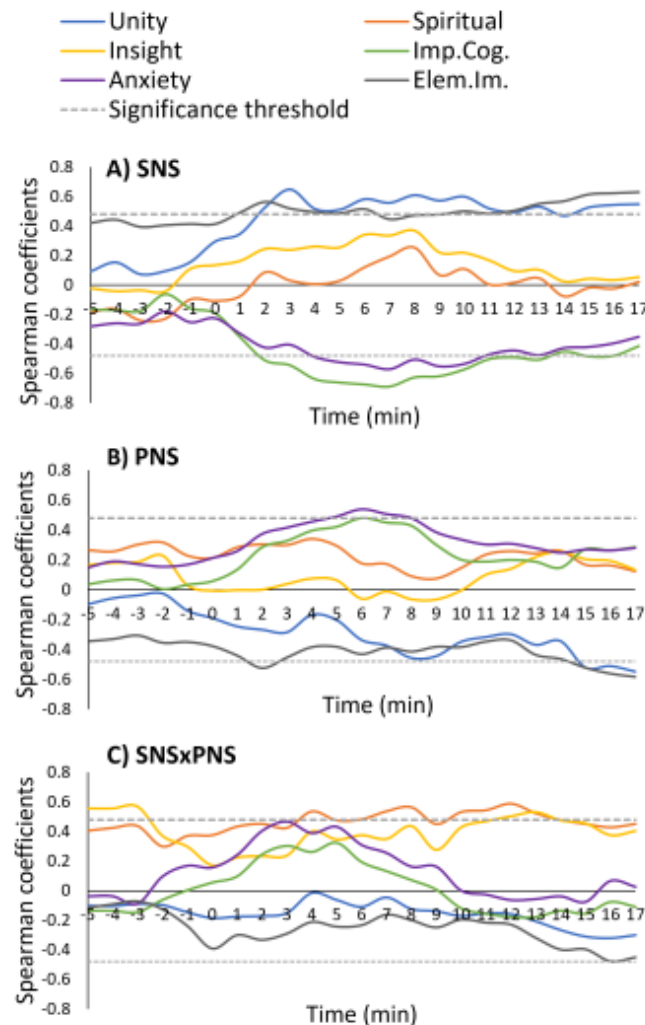 Unity Spiritual
Insight Imp.Cog.
Anxiety Elem.Im.
Significance threshold
A) SNS
Spearman coefficients
0.8
0.6
0.4
0.2
0
-5 -4 -3 -2 -1 0 1 2 3 4 5 6 7 8 9 10 11 12 13 14 15 16 17
-0.2
-0.4
-0.6
-0.8
Time (min)
B) PNS
Spearman coefficients
0.8
0.6
0.4
0.2
0
-5 -4 -3 -2 -1 0 1 2 3 4 5 6 7 8 9 10 11 12 13 14 15 16 17
-0.2
-0.4
-0.6
-0.8
Time (min)
C) SNSxPNS
Spearman coefficients
0.8
0.6
0.4
0.2
0
-5 -4 -3 -2 -1 0 1 2 3 4 5 6 7 8 9 10 11 12 13 14 15 16 17
-0.2
-0.4
-0.6
-0.8
Time (min)